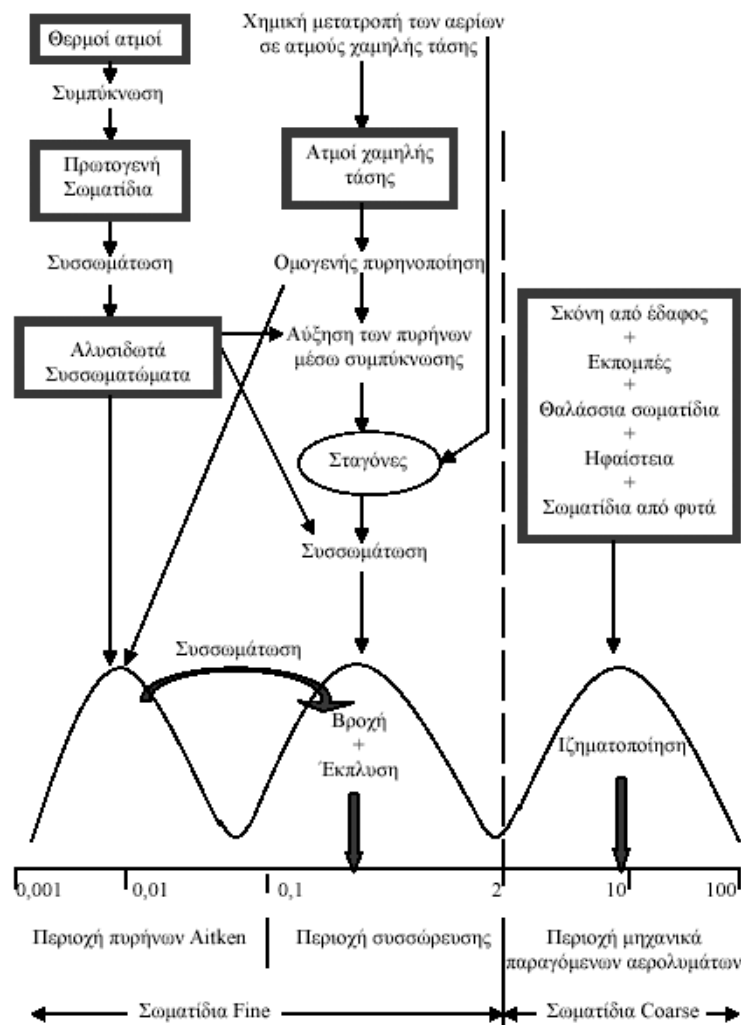 Θερμοί ατμοί
Συμπύκνωση
Πρωτογενή
Σωματίδια
Συσσωμάτωση
Αλυσιδωτά
Συσσωματώματα
Χημική μετατροπή των αερίων
σε ατμούς χαμηλής τάσης
Ατμοί χαμηλής
τάσης
Ομογενής πυρηνοποίηση
Αύξηση των πυρήνων
μέσω συμπύκνωσης
Σταγόνες
Συσσωμάτωση
Σκόνη από έδαφος
+
Εκπομπές
+
Θαλάσσια σωματίδια
+
Ηφαίστεια
+
Σωματίδια από φυτά
Συσσωμάτωση
Βροχή
+
Έκπλυση
Ιζηματοποίηση
0,001 0,01 0,1 2 10 100
Περιοχή πυρήνων Aitken
Περιοχή συσσώρευσης
Περιοχή μηχανικά
παραγόμενων αερολυμάτων
Σωματίδια Fine
Σωματίδια Coarse